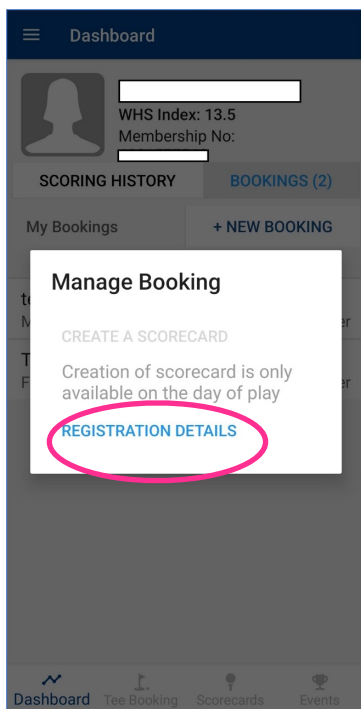 Dashboard
WHS Index: 13.5
Membership No:
SCORING HISTORY
BOOKINGS (2)
My Bookings
+ NEW BOOKING
Manage Booking
CREATE A SCORECARD
Creation of scorecard is only
available on the day of play
REGISTRATION DETAILS
Dashboard
Tee Booking
Scorecards
Events